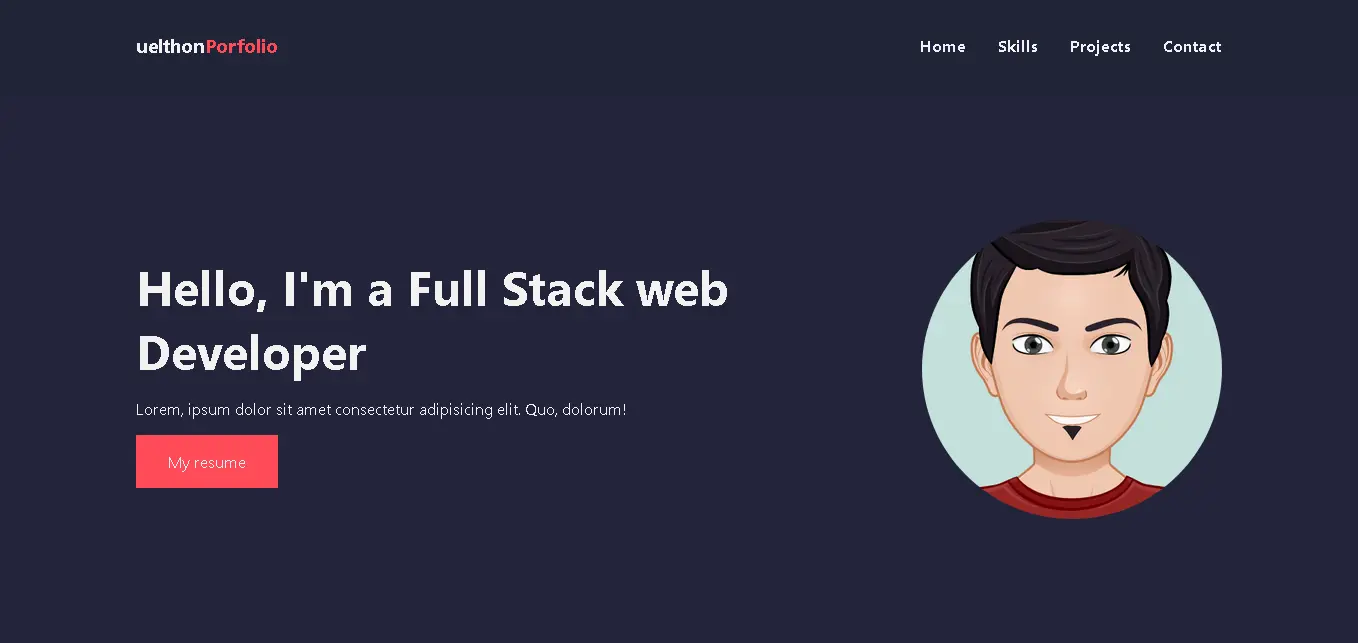 uelthonPorfolio
Home Skills Projects Contact
Hello, I'm a Full Stack web
Developer
Lorem, ipsum dolor sit amet consectetur adipisicing elit. Quo, dolorum!
My resume